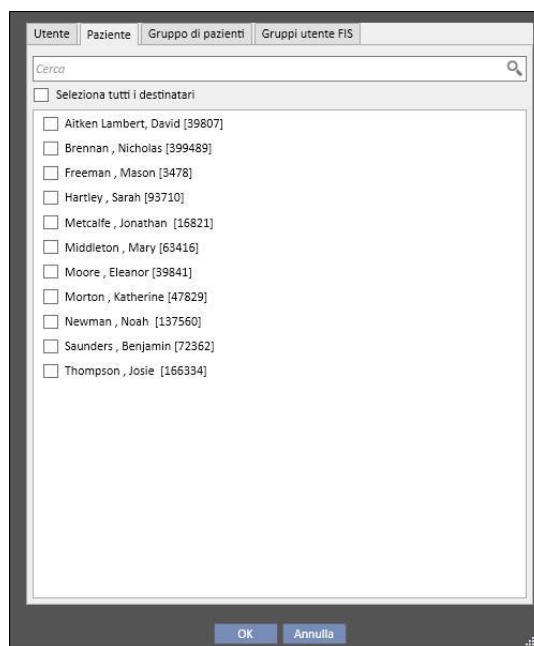 Utente Paziente Gruppo di pazienti Gruppi utente FIS
Cerca
Seleziona tutti i destinatari
Aitken Lambert, David [39807]
Brennan , Nicholas [399489]
Freeman , Mason [3478]
Hartley , Sarah [93710]
Metcalfe , Jonathan [16821]
Middleton , Mary [63416]
Moore , Eleanor [39841]
Morton , Katherine [47829]
Newman , Noah [137560]
Saunders , Benjamin [72362]
Thompson , Josie [166334]
OK Annulla